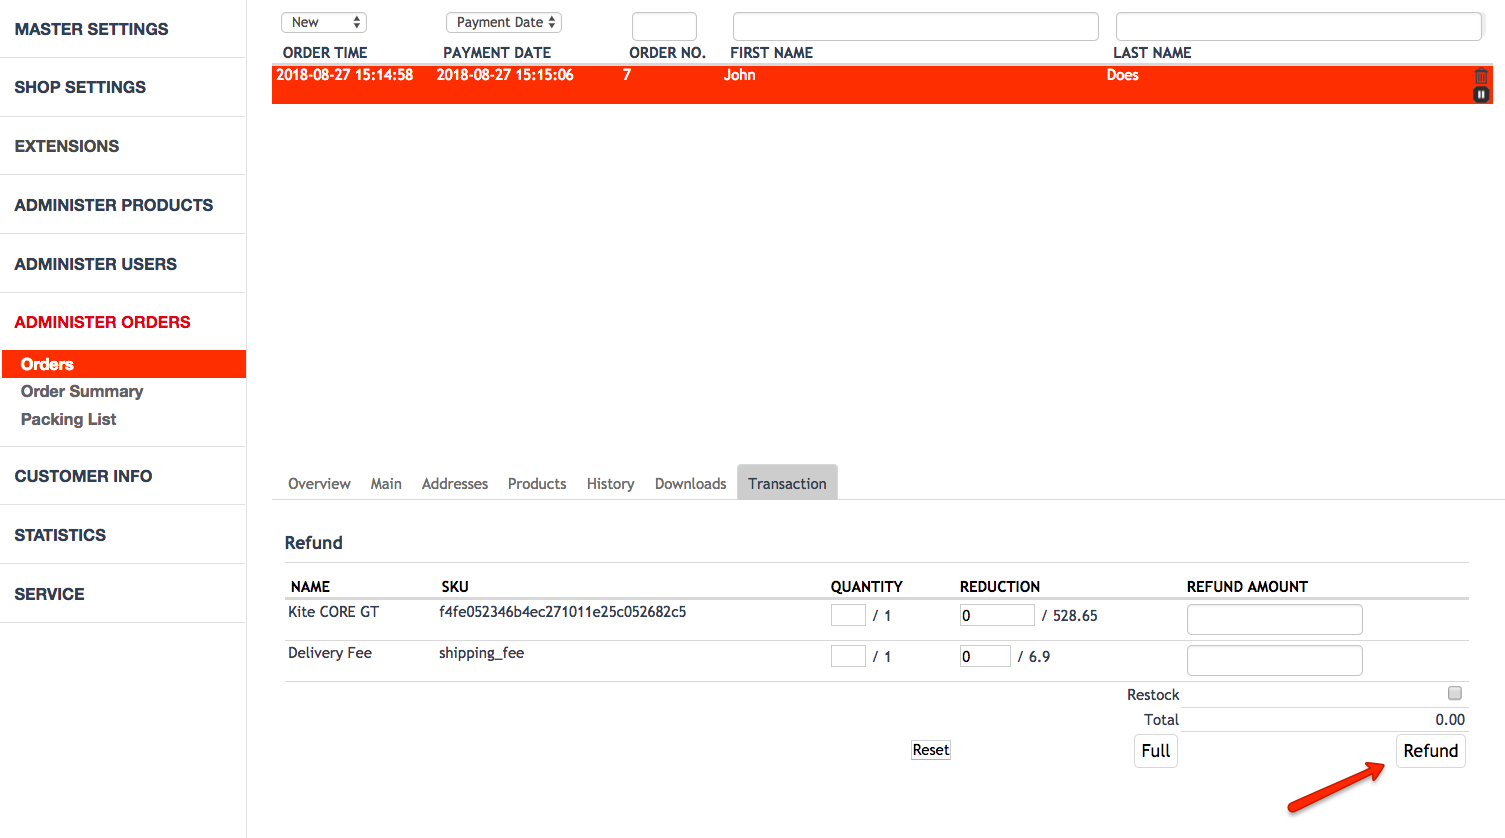 MASTER SETTINGS
SHOP SETTINGS
EXTENSIONS
ADMINISTER PRODUCTS
ADMINISTER USERS
ADMINISTER ORDERS
Orders
Order Summary
Packing List
CUSTOMER INFO
STATISTICS
SERVICE
New Payment Date
ORDER TIME PAYMENT DATE ORDER NO. FIRST NAME LAST NAME
2018-08-27 15:14:58 2018-08-27 15:15:06 7 John Does
Overview Main Addresses Products History Downloads Transaction
Refund
NAME SKU QUANTITY REDUCTION REFUND AMOUNT
Kite CORE GT f4fe052346b4ec271011e25c052682c5 / 1 0 / 528.65
Delivery Fee shipping_fee / 1 0 / 6.9
Restock
Total 0.00
Reset Full Refund